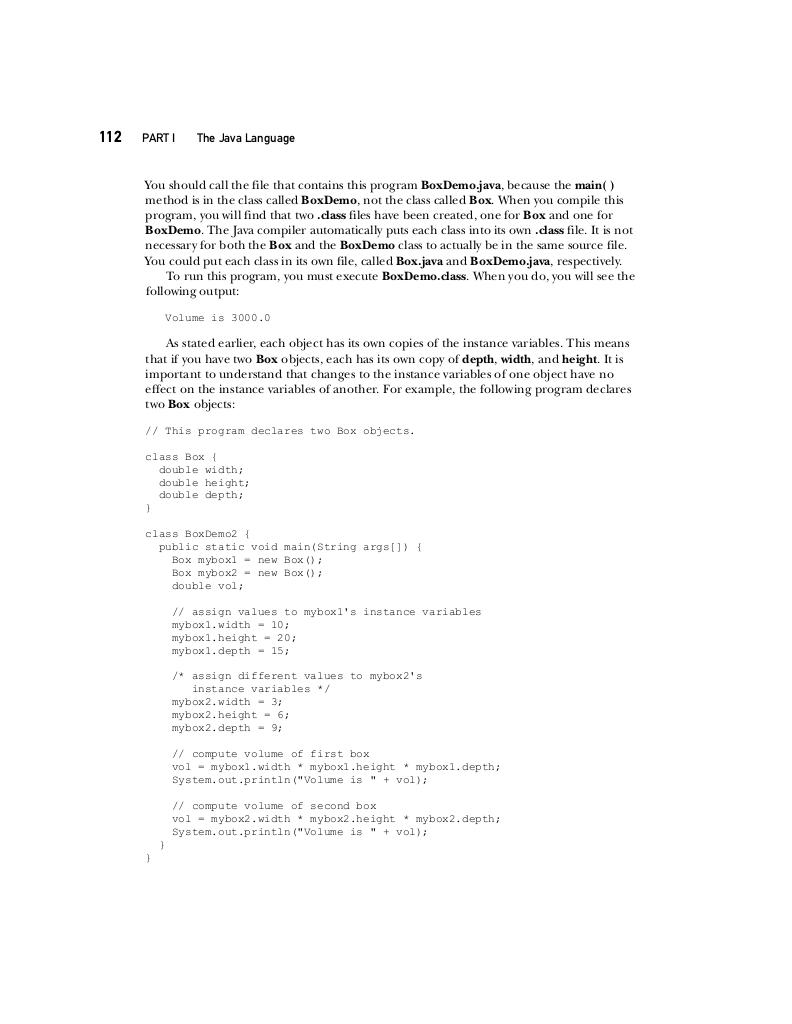 112 PART I The Java Language
You should call the file that contains this program BoxDemo.java, because the main( )
method is in the class called BoxDemo, not the class called Box. When you compile this
program, you will find that two .class files have been created, one for Box and one for
BoxDemo. The Java compiler automatically puts each class into its own .class file. It is not
necessary for both the Box and the BoxDemo class to actually be in the same source file.
You could put each class in its own file, called Box.java and BoxDemo.java, respectively.
To run this program, you must execute BoxDemo.class. When you do, you will see the
following output:
Volume is 3000.0
As stated earlier, each object has its own copies of the instance variables. This means
that if you have two Box objects, each has its own copy of depth, width, and height. It is
important to understand that changes to the instance variables of one object have no
effect on the instance variables of another. For example, the following program declares
two Box objects:
// This program declares two Box objects.
class Box {
double width;
double height;
double depth;
}
class BoxDemo2 {
public static void main(String args[]) {
Box mybox1 = new Box();
Box mybox2 = new Box();
double vol;
// assign values to mybox1's instance variables
mybox1.width = 10;
mybox1.height = 20;
mybox1.depth = 15;
/* assign different values to mybox2's
instance variables */
mybox2.width = 3;
mybox2.height = 6;
mybox2.depth = 9;
// compute volume of first box
vol = mybox1.width * mybox1.height * mybox1.depth;
System.out.println("Volume is " + vol);
// compute volume of second box
vol = mybox2.width * mybox2.height * mybox2.depth;
System.out.println("Volume is " + vol);
}
}